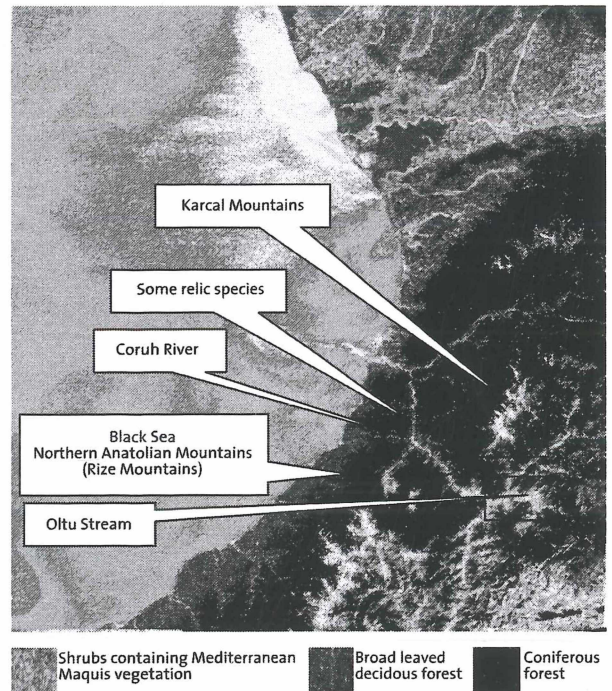 Karcal Mountains
Some relic species
Coruh River
Black Sea
Northern Anatolian Mountains
(Rize Mountains)
Oltu Stream
Shrubs containing Mediterranean
Maquis vegetation
Broad leaved
decidous forest
Coniferous
forest